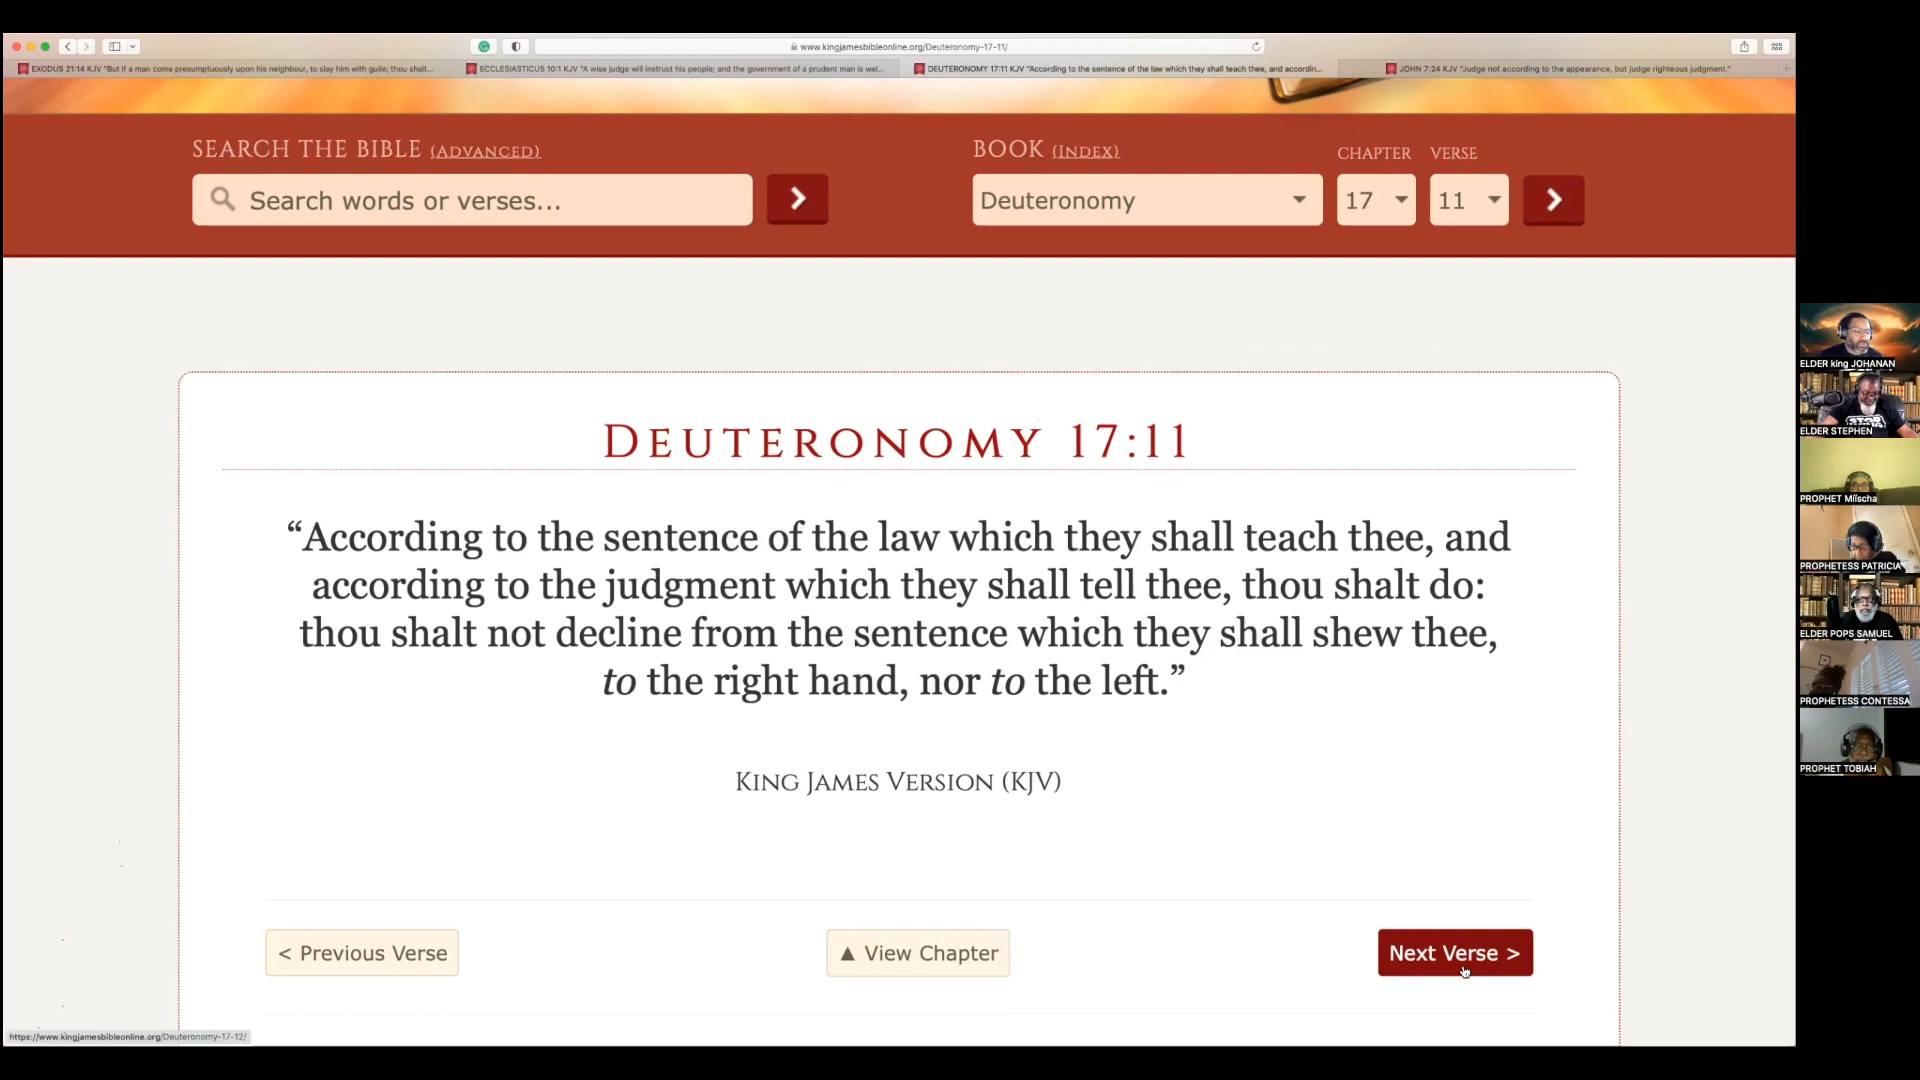 www.kingjamesbibleonline.org/Deuteronomy-17-11/
EXODUS 21:14 KJV "But if a man come presumptuously upon his neighbour, to slay him with guile; thou shalt...
ECCLESIASTICUS 10:1 KJV "A wise judge will instruct his people; and the government of a prudent man is wel...
DEUTERONOMY 17:11 KJV "According to the sentence of the law which they shall teach thee, and accordin...
JOHN 7:24 KJV "Judge not according to the appearance, but judge righteous judgment."
SEARCH THE BIBLE (ADVANCED)
BOOK (INDEX)
CHAPTER
VERSE
Search words or verses...
Deuteronomy
17
11
DEUTERONOMY 17:11
“According to the sentence of the law which they shall teach thee, and
according to the judgment which they shall tell thee, thou shalt do:
thou shalt not decline from the sentence which they shall shew thee,
to the right hand, nor to the left.”
KING JAMES VERSION (KJV)
< Previous Verse
▲ View Chapter
Next Verse >
https://www.kingjamesbibleonline.org/Deuteronomy-17-12/
ELDER king JOHANAN
ELDER STEPHEN
PROPHET Miïscha
PROPHETESS PATRICIA
ELDER POPS SAMUEL
PROPHETESS CONTESSA
PROPHET TOBIAH